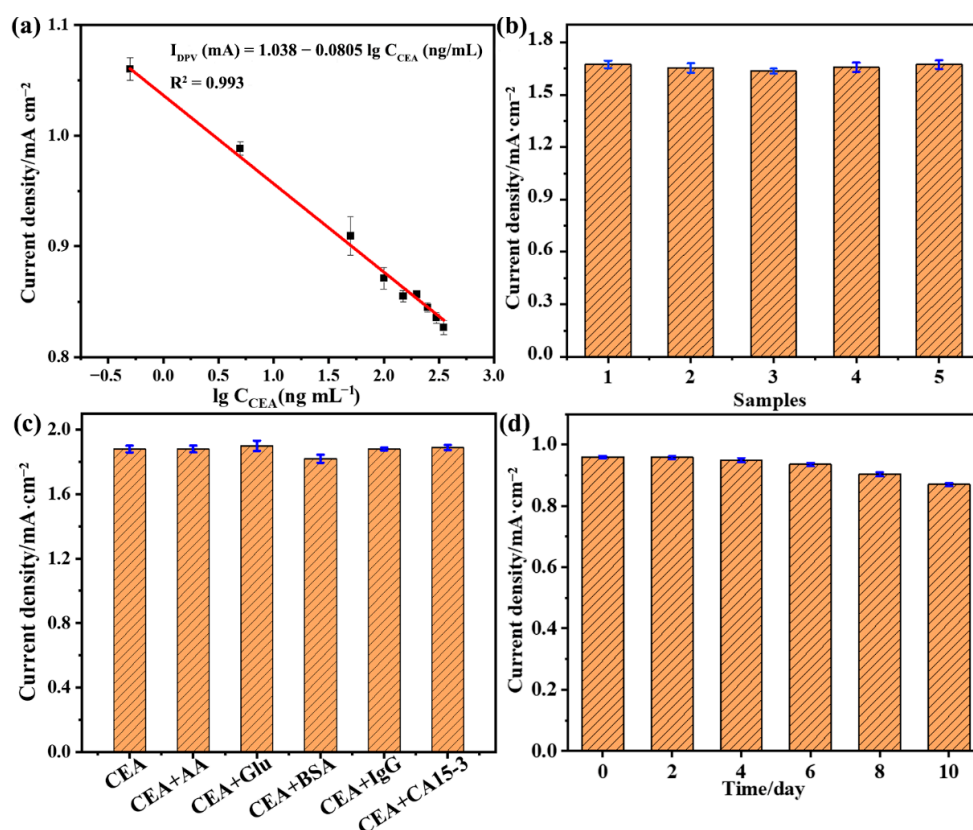 (a)
I_DPV (mA) = 1.038 − 0.0805 lg C_CEA (ng/mL)
R² = 0.993
Current density/mA cm⁻²
1.1
1.0
0.9
0.8
−0.5 0.0 0.5 1.0 1.5 2.0 2.5 3.0
lg C_CEA(ng mL⁻¹)
(b)
Current density/mA·cm⁻²
1.8
1.5
1.2
0.9
0.6
0.3
0.0
1 2 3 4 5
Samples
(c)
Current density/mA·cm⁻²
2.0
1.6
1.2
0.8
0.4
0.0
CEA
CEA+AA
CEA+Glu
CEA+BSA
CEA+IgG
CEA+CA15-3
(d)
Current density/mA·cm⁻²
1.0
0.8
0.6
0.4
0.2
0.0
0 2 4 6 8 10
Time/day